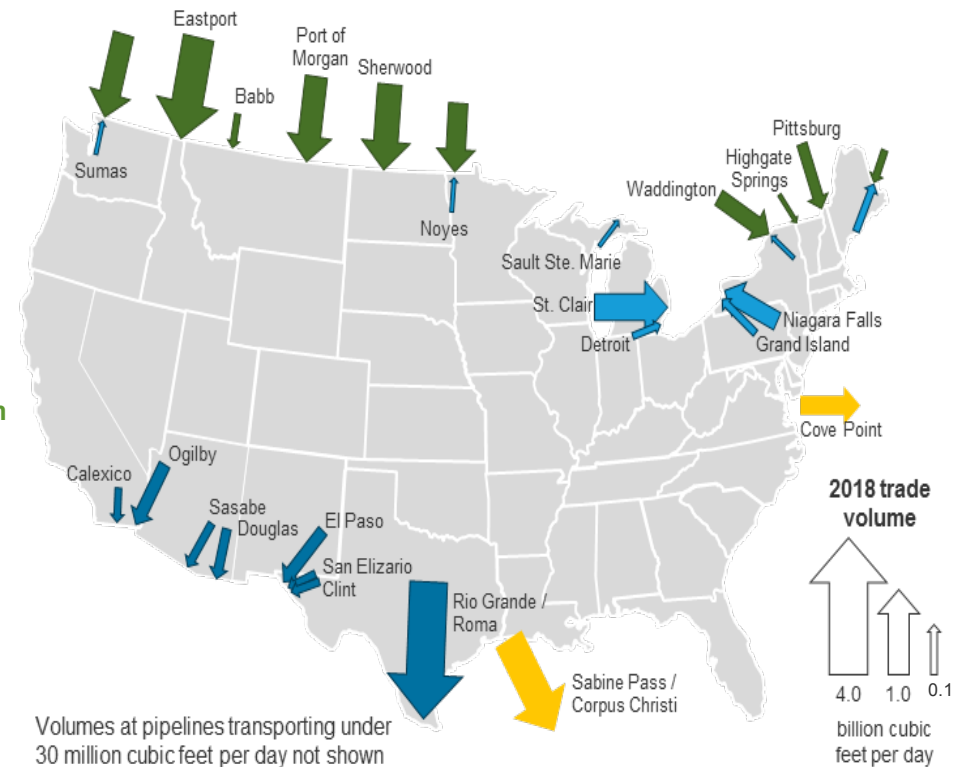 Eastport
Port of
Morgan
Sherwood
Babb
Sumas
Noyes
Pittsburg
Highgate
Springs
Waddington
Sault Ste. Marie
St. Clair
Detroit
Niagara Falls
Grand Island
Cove Point
n
Calexico
Ogilby
Sasabe
Douglas
El Paso
San Elizario
Clint
Rio Grande /
Roma
Sabine Pass /
Corpus Christi
2018 trade
volume
4.0 1.0 0.1
billion cubic
feet per day
Volumes at pipelines transporting under
30 million cubic feet per day not shown